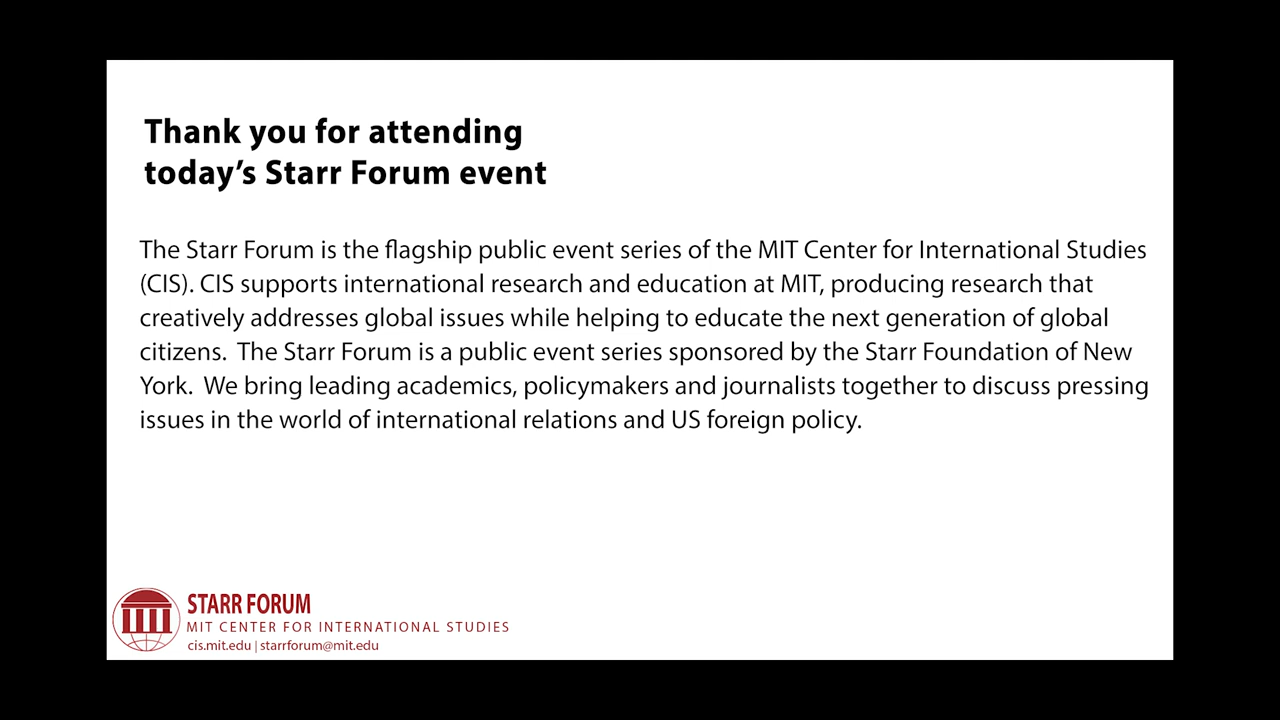 Thank you for attending
today’s Starr Forum event
The Starr Forum is the flagship public event series of the MIT Center for International Studies
(CIS). CIS supports international research and education at MIT, producing research that
creatively addresses global issues while helping to educate the next generation of global
citizens.  The Starr Forum is a public event series sponsored by the Starr Foundation of New
York.  We bring leading academics, policymakers and journalists together to discuss pressing
issues in the world of international relations and US foreign policy.
STARR FORUM
MIT CENTER FOR INTERNATIONAL STUDIES
cis.mit.edu | starrforum@mit.edu